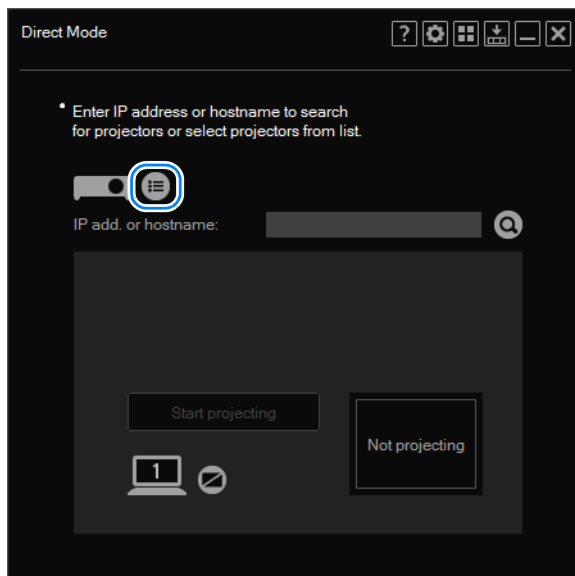 Direct Mode
?
Enter IP address or hostname to search
for projectors or select projectors from list.
IP add. or hostname:
Start projecting
Not projecting
1